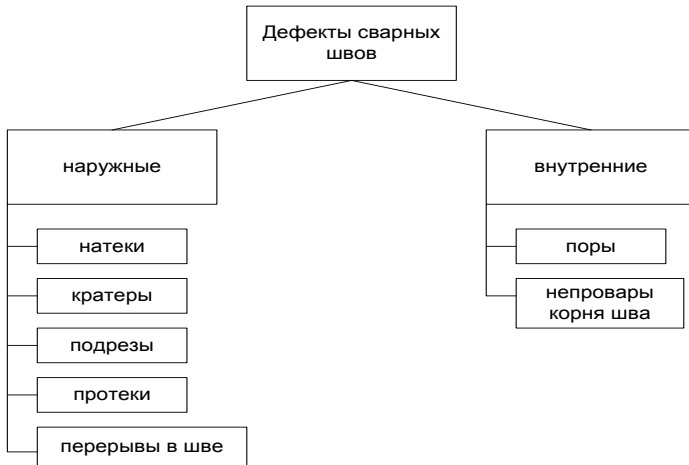 Дефекты сварных
швов
наружные
внутренние
натеки
кратеры
подрезы
протеки
перерывы в шве
поры
непровары
корня шва